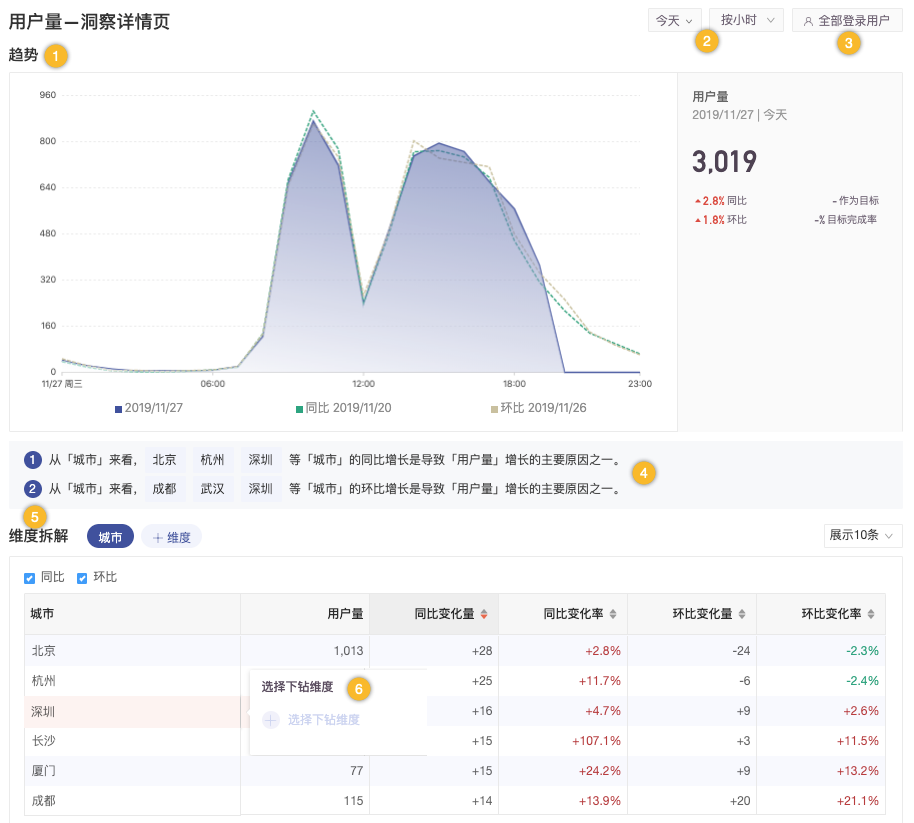 用户量—洞察详情页
今天 按小时 全部登录用户
2 3
趋势 1
960
800
640
480
320
160
0
11/27 周三 06:00 12:00 18:00 23:00
2019/11/27 同比 2019/11/20 环比 2019/11/26
用户量
2019/11/27 | 今天
3,019
2.8% 同比 - 作为目标
1.8% 环比 -% 目标完成率
1 从「城市」来看, 北京 杭州 深圳 等「城市」的同比增长是导致「用户量」增长的主要原因之一。
4
2 从「城市」来看, 成都 武汉 深圳 等「城市」的环比增长是导致「用户量」增长的主要原因之一。
5
维度拆解 城市 + 维度 展示10条
同比 环比
城市 用户量 同比变化量 同比变化率 环比变化量 环比变化率
北京 1,013 +28 +2.8% -24 -2.3%
杭州 +25 +11.7% -6 -2.4%
选择下钻维度 6
深圳 +16 +4.7% +9 +2.6%
+ 选择下钻维度
长沙 +15 +107.1% +3 +11.5%
厦门 77 +15 +24.2% +9 +13.2%
成都 115 +14 +13.9% +20 +21.1%